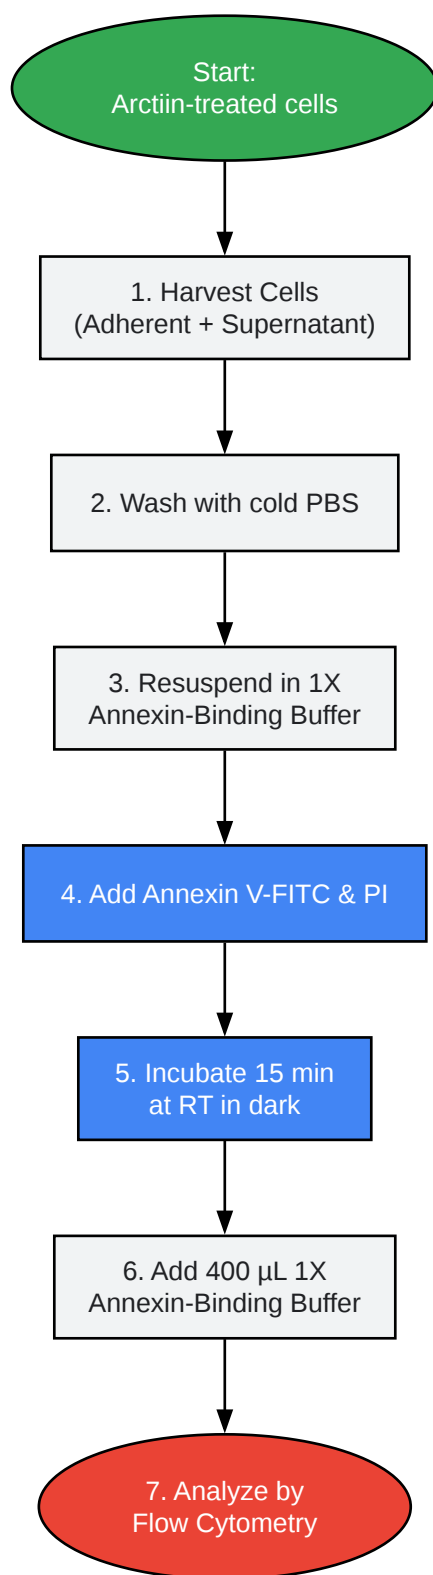 Start:
Arctiin-treated cells
1. Harvest Cells
(Adherent + Supernatant)
2. Wash with cold PBS
3. Resuspend in 1X
Annexin-Binding Buffer
4. Add Annexin V-FITC & PI
5. Incubate 15 min
at RT in dark
6. Add 400 µL 1X
Annexin-Binding Buffer
7. Analyze by
Flow Cytometry